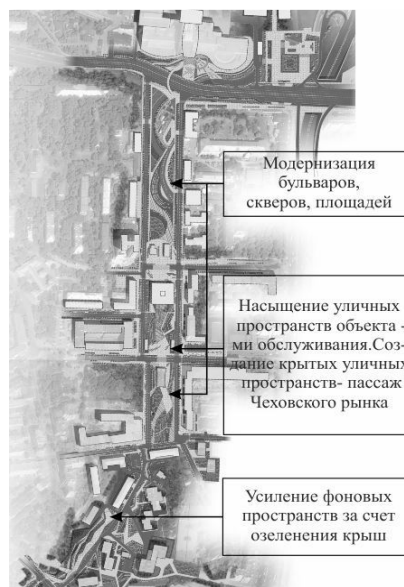 Модернизация
бульваров,
скверов, площадей
Насыщение уличных
пространств объекта -
ми обслуживания.Соз-
дание крытых уличных
пространств- пассаж
Чеховского рынка
Усиление фоновых
пространств за счет
озеленения крыш